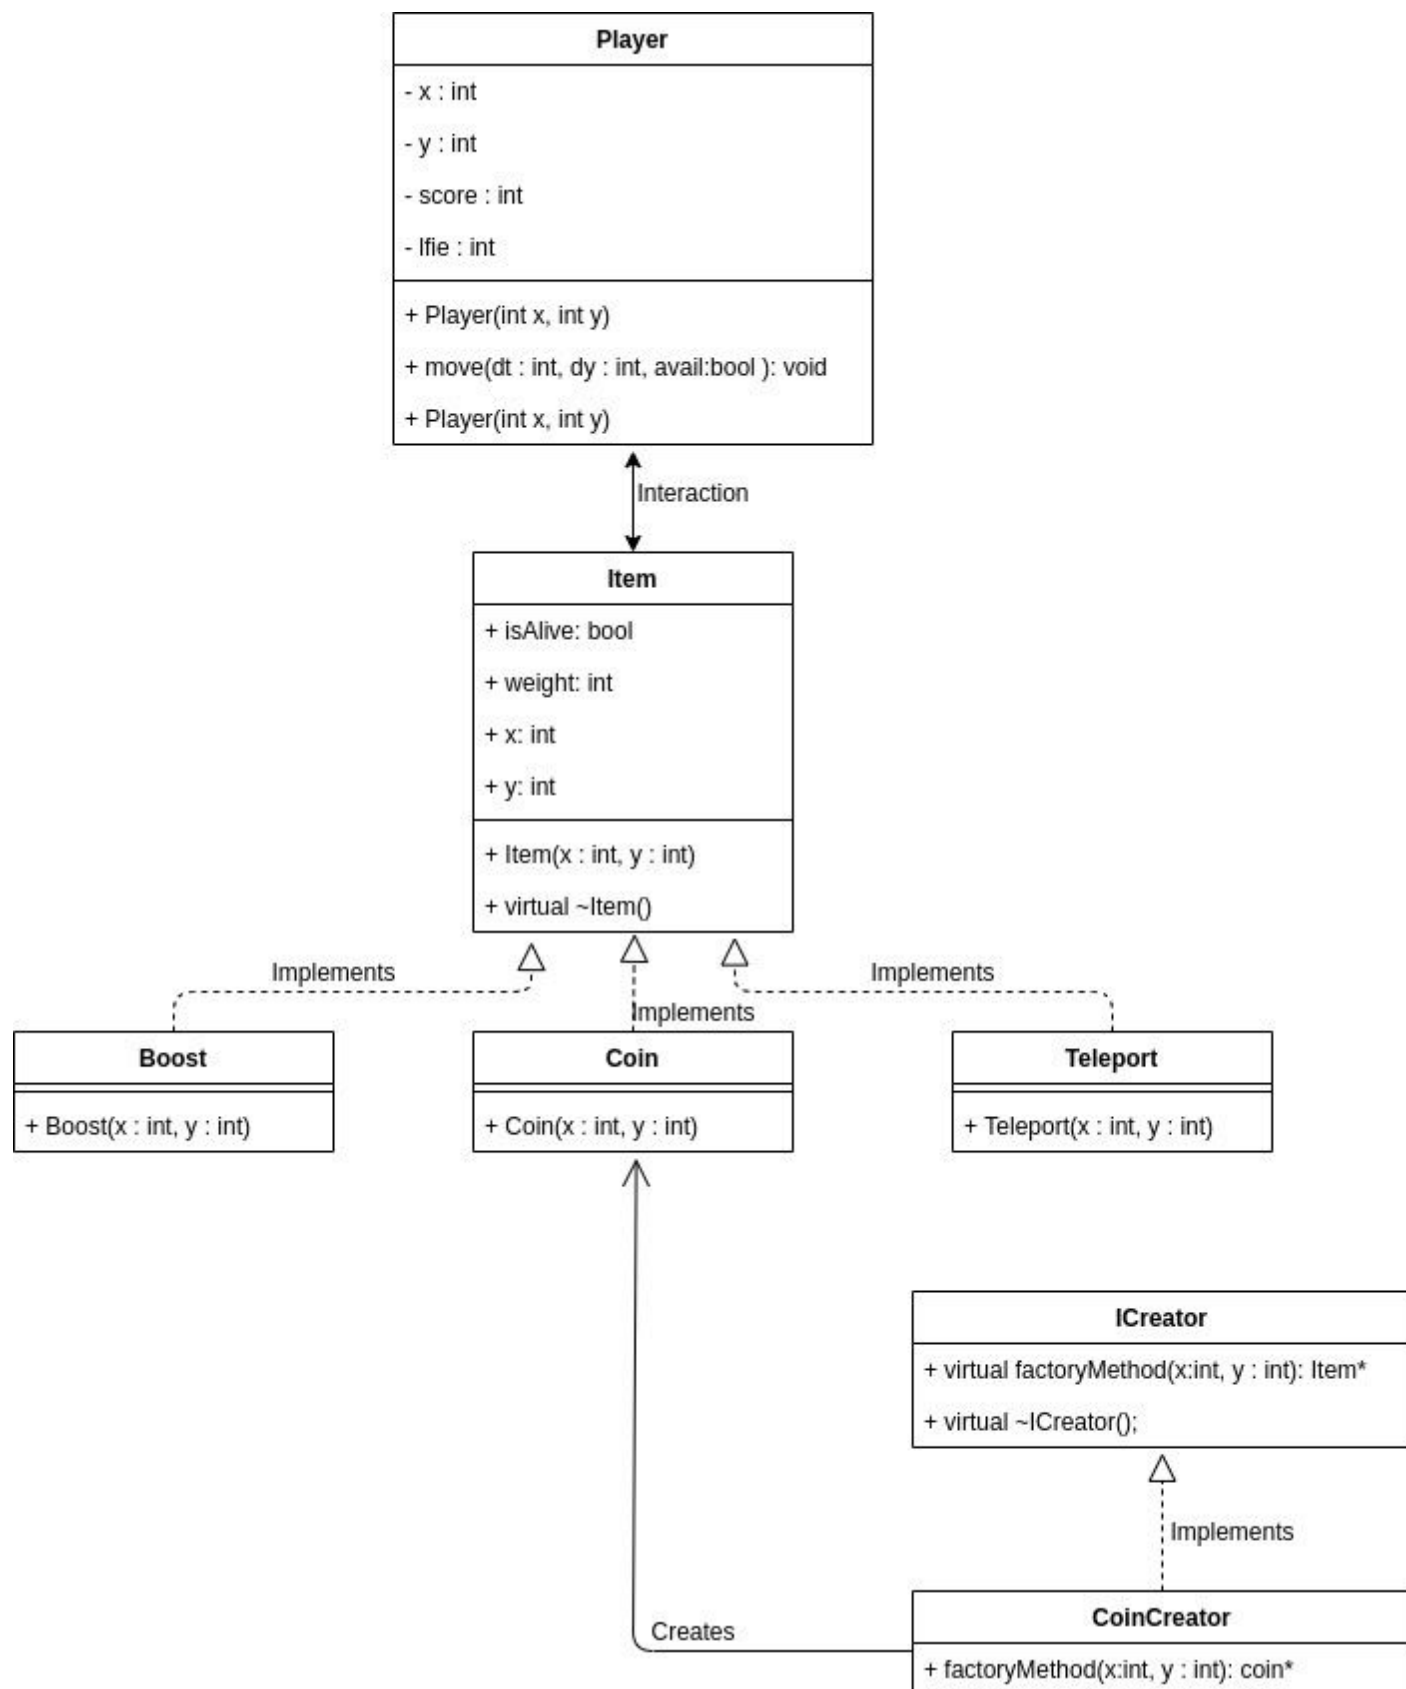 Player
- x : int
- y : int
- score : int
- lfie : int
+ Player(int x, int y)
+ move(dt : int, dy : int, avail:bool ): void
+ Player(int x, int y)
Interaction
Item
+ isAlive: bool
+ weight: int
+ x: int
+ y: int
+ Item(x : int, y : int)
+ virtual ~Item()
Implements
Implements
Implements
Boost
+ Boost(x : int, y : int)
Coin
+ Coin(x : int, y : int)
Teleport
+ Teleport(x : int, y : int)
ICreator
+ virtual factoryMethod(x:int, y : int): Item*
+ virtual ~ICreator();
Implements
Creates
CoinCreator
+ factoryMethod(x:int, y : int): coin*